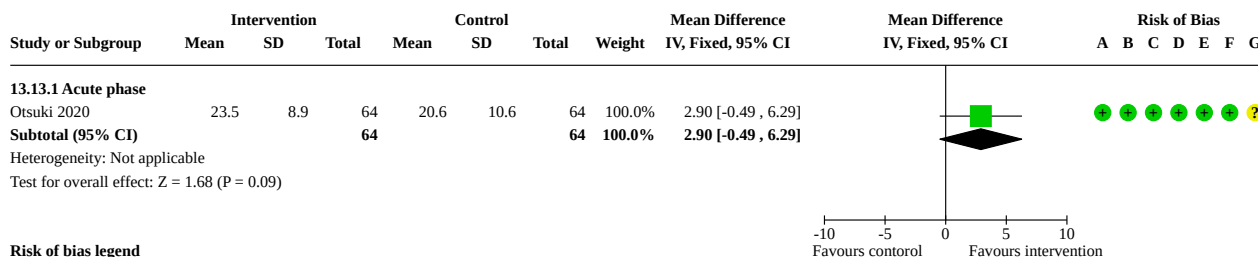 Intervention Control Mean Difference Mean Difference Risk of Bias
Study or Subgroup Mean SD Total Mean SD Total Weight IV, Fixed, 95% CI IV, Fixed, 95% CI A B C D E F G
13.13.1 Acute phase
Otsuki 2020 23.5 8.9 64 20.6 10.6 64 100.0% 2.90 [-0.49 , 6.29] + + + + + + ?
Subtotal (95% CI) 64 64 100.0% 2.90 [-0.49 , 6.29]
Heterogeneity: Not applicable
Test for overall effect: Z = 1.68 (P = 0.09)
-10 -5 0 5 10
Risk of bias legend Favours contorol Favours intervention